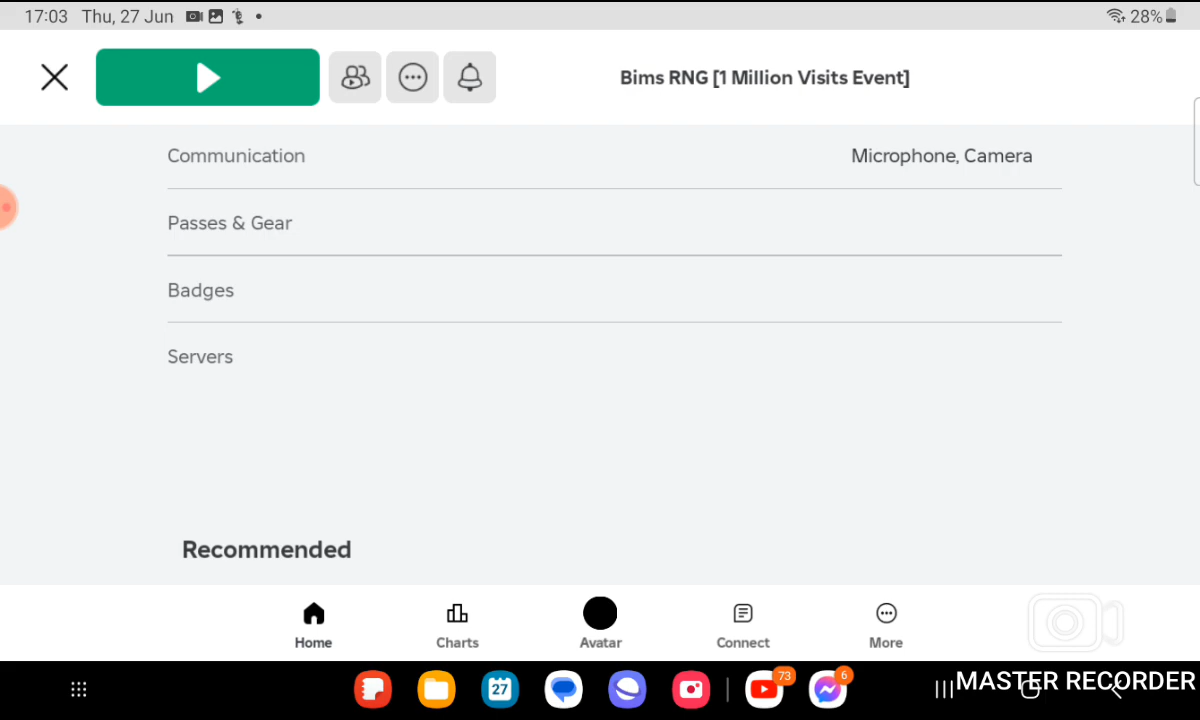 17:03 Thu, 27 Jun
28%
Bims RNG [1 Million Visits Event]
Communication
Microphone, Camera
Passes & Gear
Badges
Servers
Recommended
Home
Charts
Avatar
Connect
More
27
73
6
MASTER RECORDER